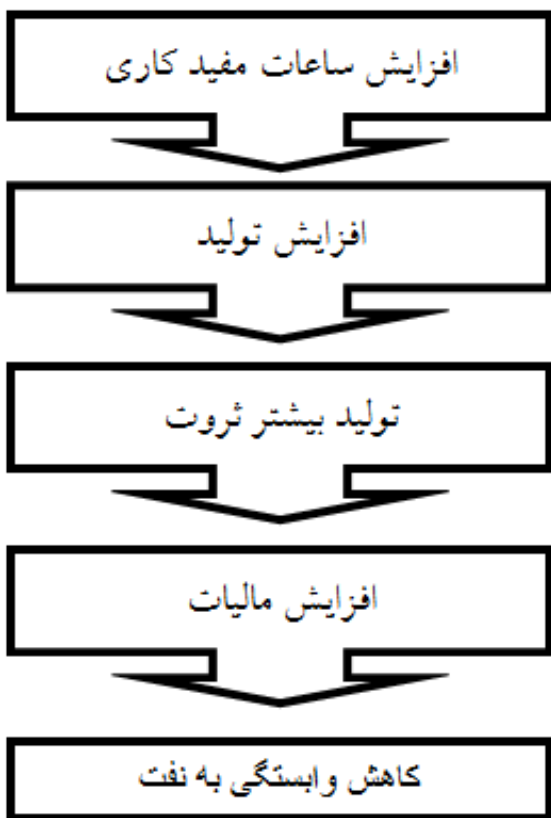 افزایش ساعات مفید کاری
افزایش تولید
تولید بیشتر ثروت
افزایش مالیات
کاهش وابستگی به نفت